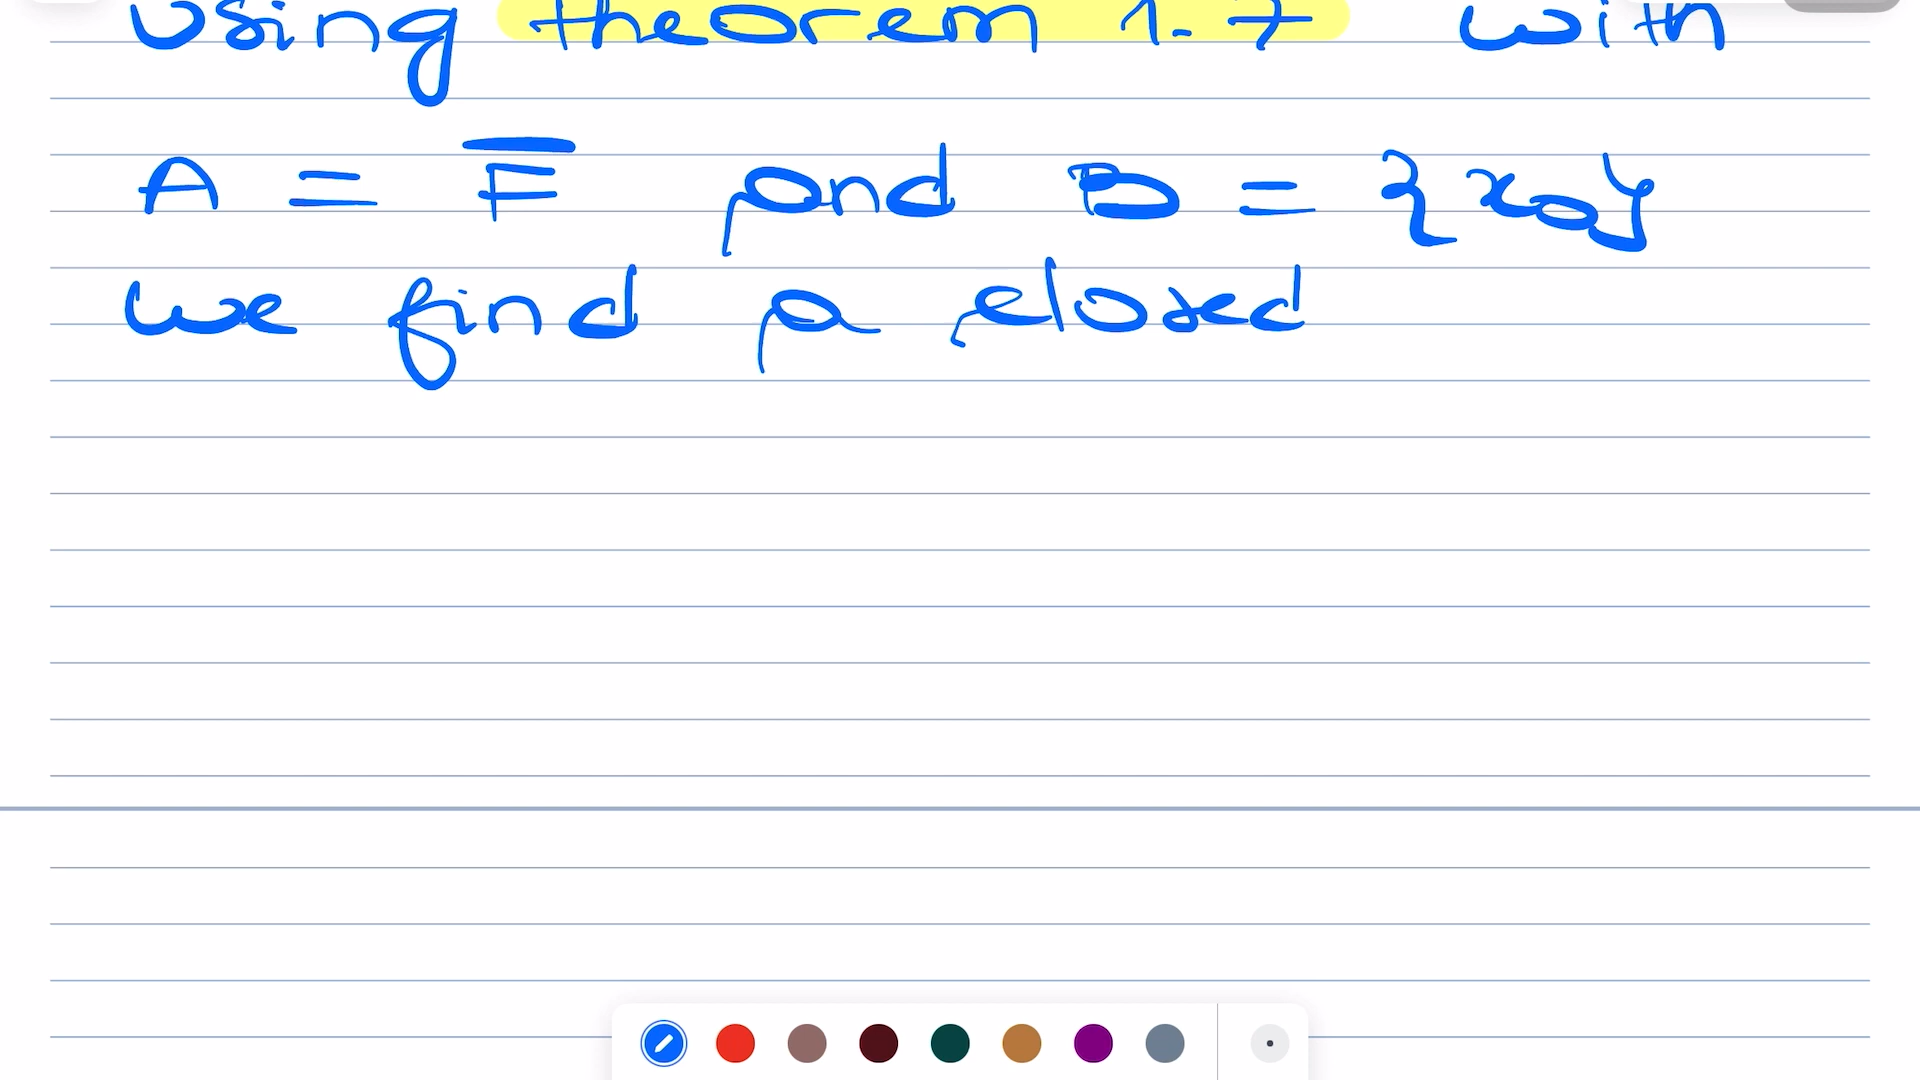 Using theorem 1.7 with
A = F̅ and B = {x₀}
we find a closed